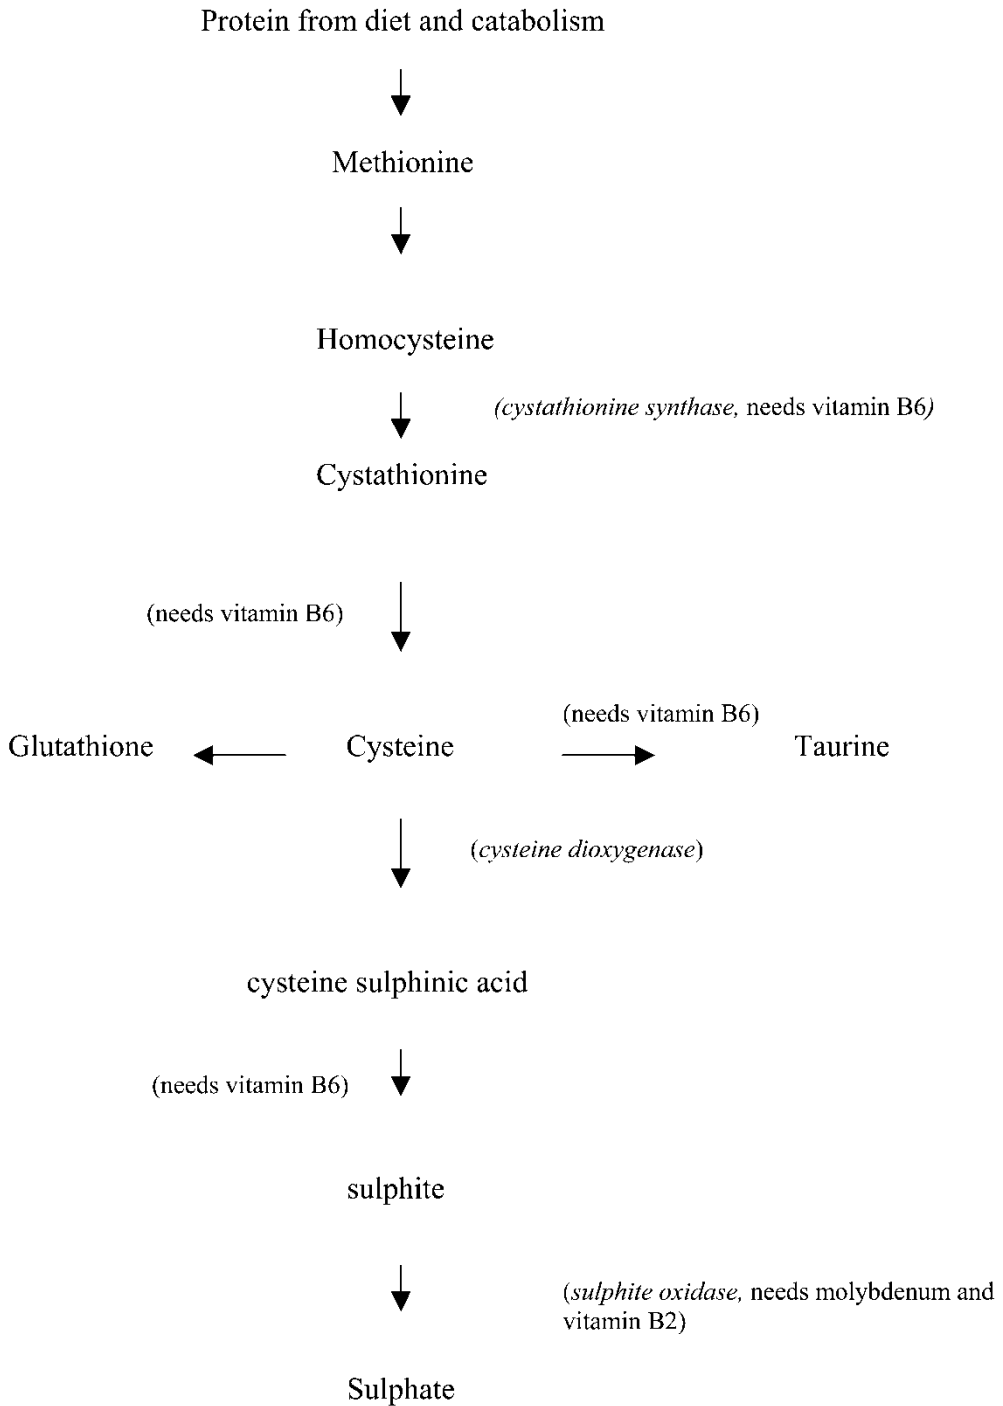 Protein from diet and catabolism
Methionine
Homocysteine
(cystathionine synthase, needs vitamin B6)
Cystathionine
(needs vitamin B6)
(needs vitamin B6)
Glutathione
Cysteine
Taurine
(cysteine dioxygenase)
cysteine sulphinic acid
(needs vitamin B6)
sulphite
(sulphite oxidase, needs molybdenum and
vitamin B2)
Sulphate